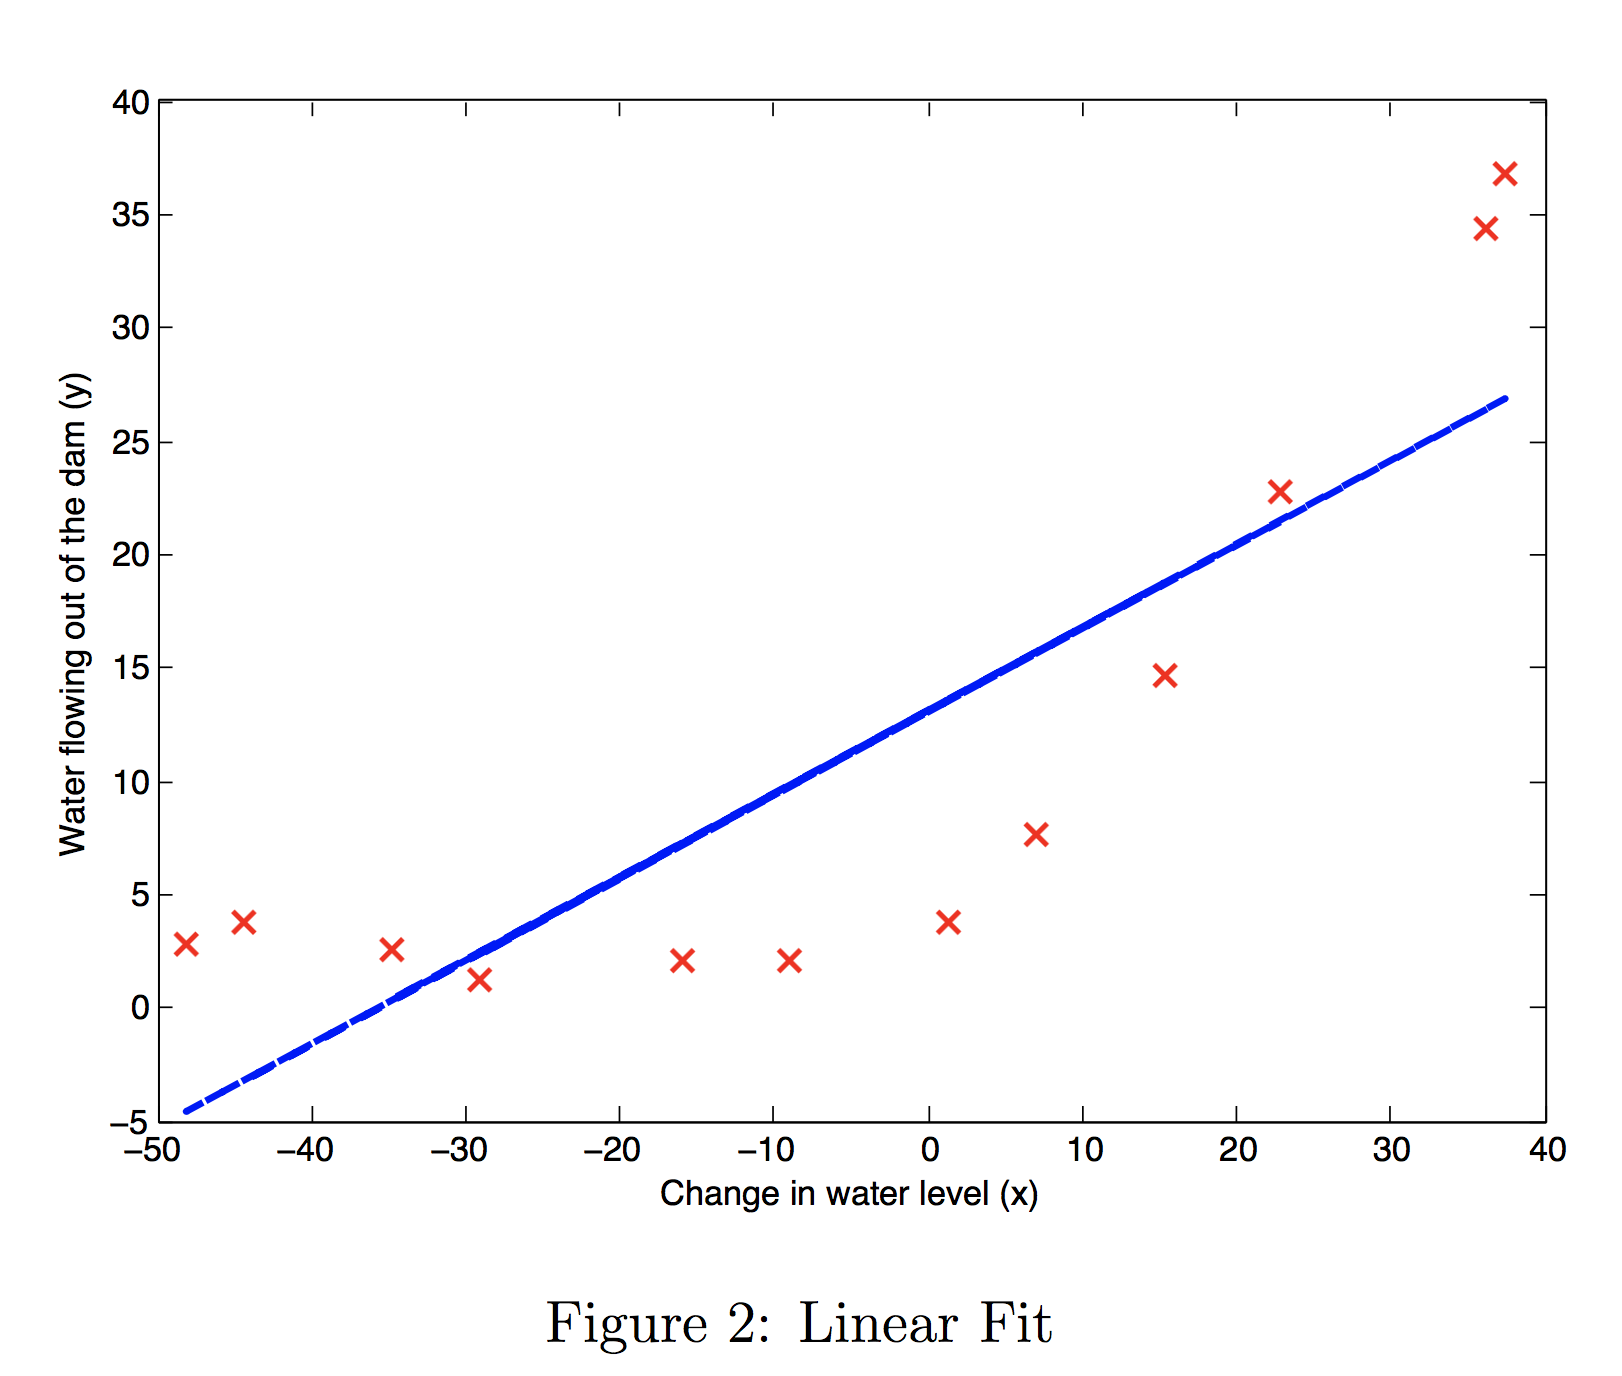 40
35
30
25
20
15
10
5
0
−5
Water flowing out of the dam (y)
−50 −40 −30 −20 −10 0 10 20 30 40
Change in water level (x)
Figure 2: Linear Fit